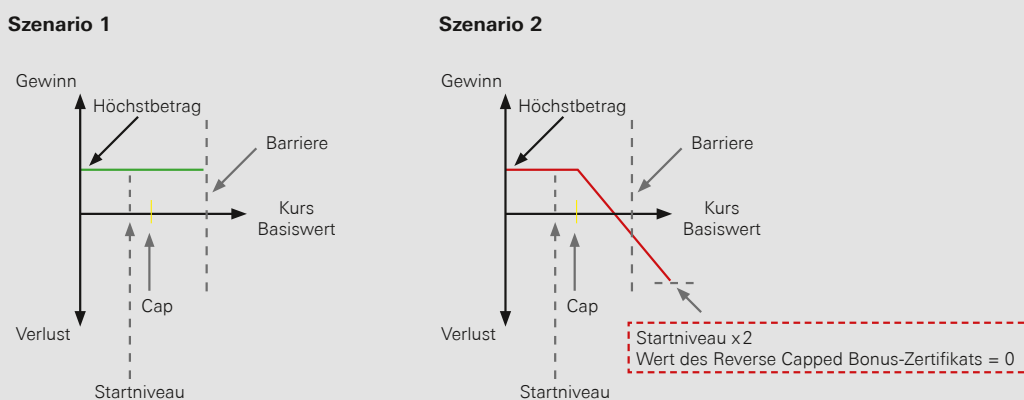 Szenario 1
Gewinn
Höchstbetrag
Barriere
Kurs
Basiswert
Cap
Verlust
Startniveau
Szenario 2
Gewinn
Höchstbetrag
Barriere
Kurs
Basiswert
Cap
Verlust
Startniveau x2
Wert des Reverse Capped Bonus-Zertifikats = 0
Startniveau